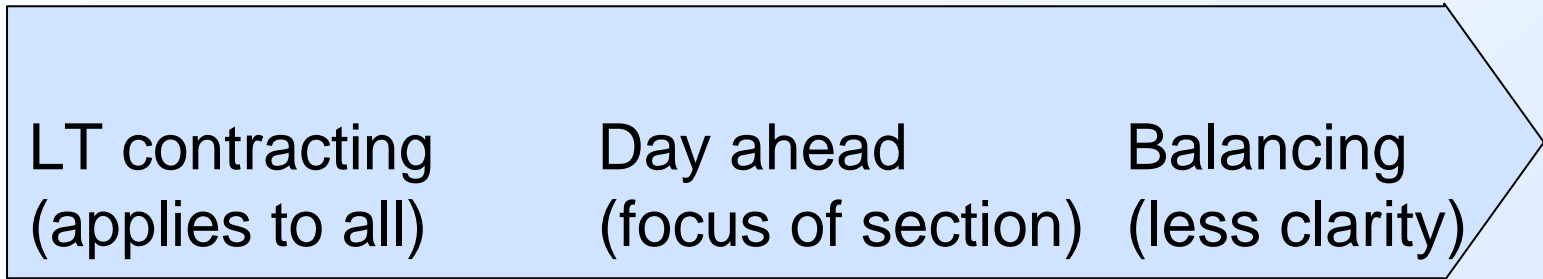 LT contracting Day ahead Balancing
(applies to all) (focus of section) (less clarity)